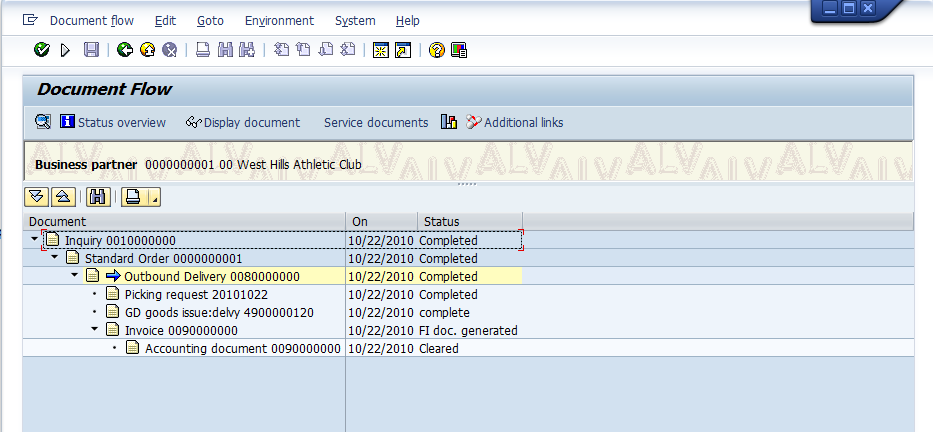 Document flow Edit Goto Environment System Help
Document Flow
Status overview Display document Service documents Additional links
Business partner 0000000001 00 West Hills Athletic Club
Document On Status
Inquiry 0010000000 10/22/2010 Completed
Standard Order 0000000001 10/22/2010 Completed
Outbound Delivery 0080000000 10/22/2010 Completed
Picking request 20101022 10/22/2010 Completed
GD goods issue:delvy 4900000120 10/22/2010 complete
Invoice 0090000000 10/22/2010 FI doc. generated
Accounting document 0090000000 10/22/2010 Cleared